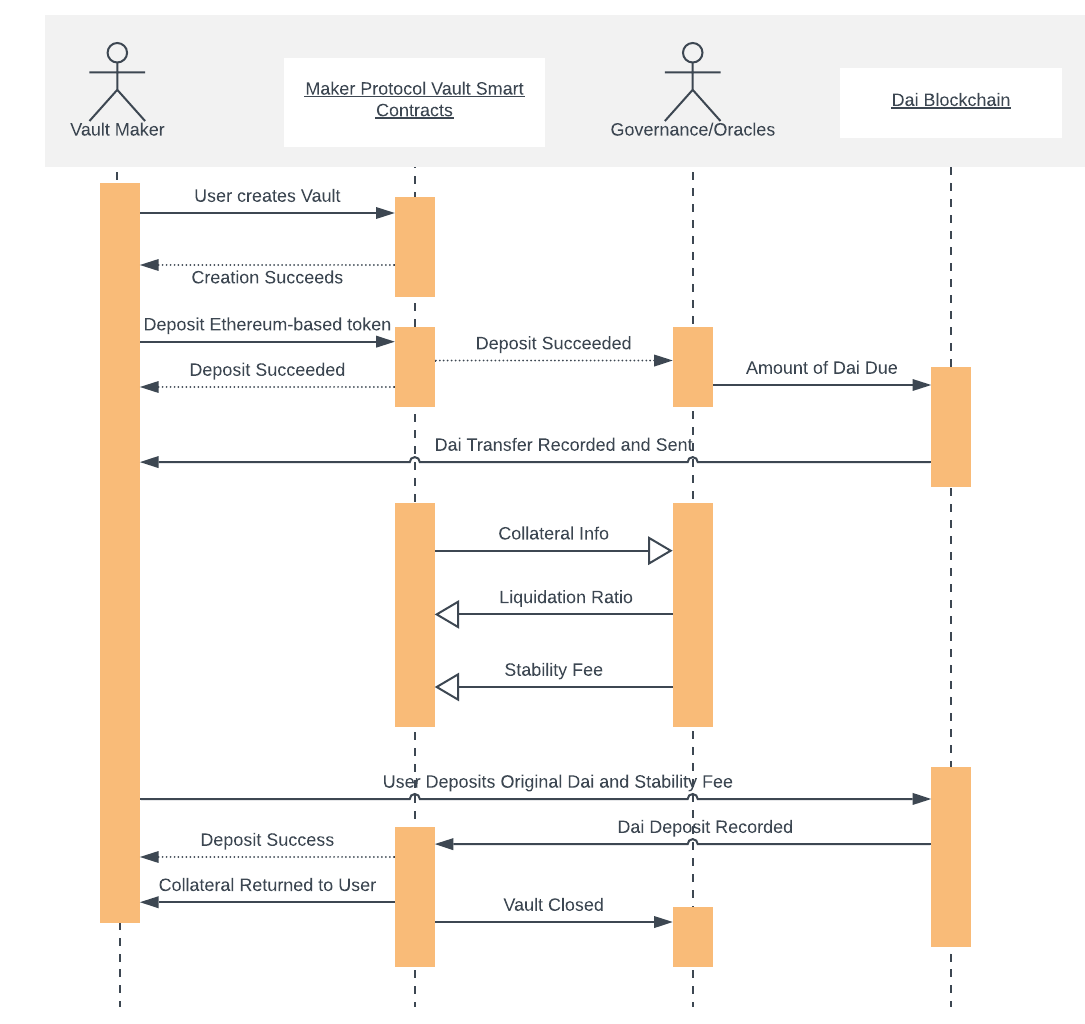 Vault Maker
Maker Protocol Vault Smart
Contracts
Governance/Oracles
Dai Blockchain
User creates Vault
Creation Succeeds
Deposit Ethereum-based token
Deposit Succeeded
Deposit Succeeded
Amount of Dai Due
Dai Transfer Recorded and Sent
Collateral Info
Liquidation Ratio
Stability Fee
User Deposits Original Dai and Stability Fee
Dai Deposit Recorded
Deposit Success
Collateral Returned to User
Vault Closed